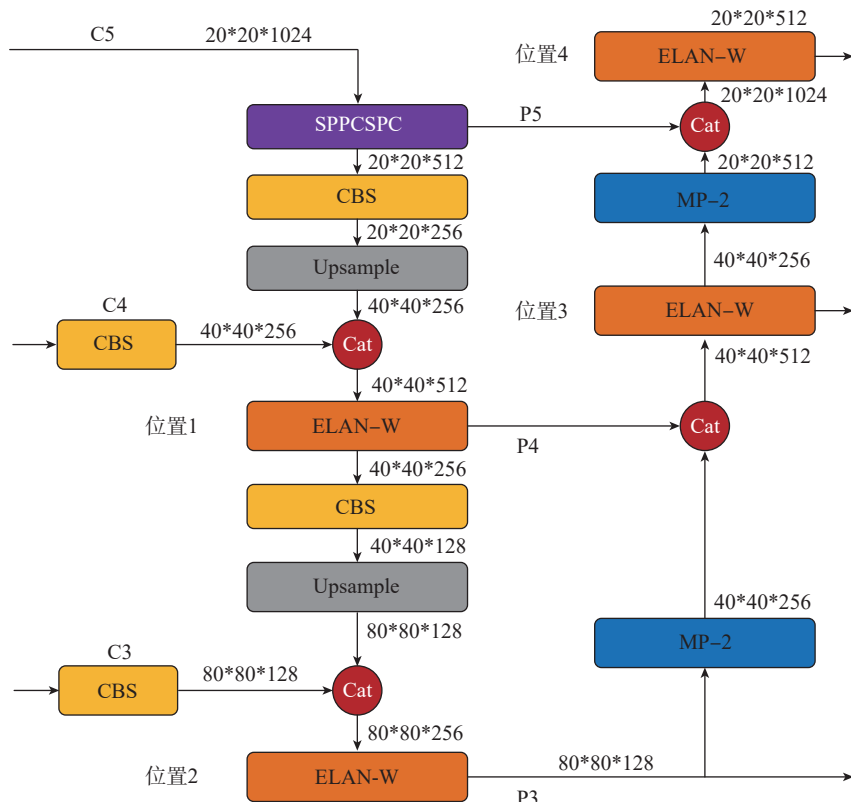 C5
20*20*1024
SPPCSPC
20*20*512
CBS
20*20*256
Upsample
40*40*256
C4
CBS
40*40*256
Cat
40*40*512
位置1
ELAN-W
40*40*256
CBS
40*40*128
Upsample
80*80*128
C3
CBS
80*80*128
Cat
80*80*256
位置2
ELAN-W
P3
80*80*128
20*20*512
位置4
ELAN-W
20*20*1024
P5
Cat
20*20*512
MP-2
40*40*256
位置3
ELAN-W
40*40*512
P4
Cat
40*40*256
MP-2